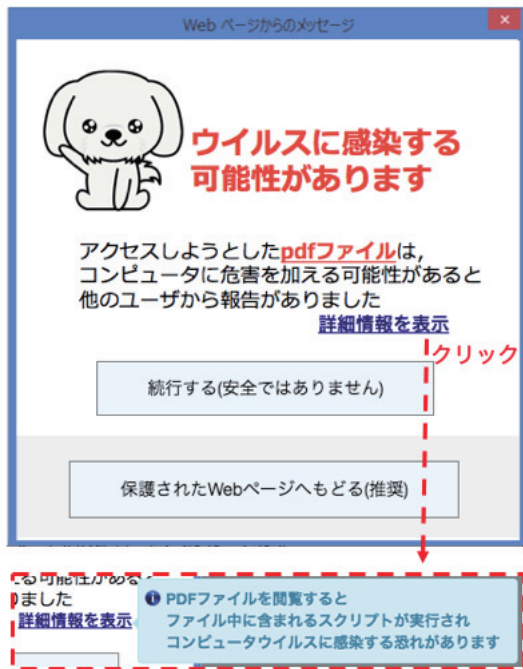 Web ページからのメッセージ
ウイルスに感染する
可能性があります
アクセスしようとしたpdfファイルは,
コンピュータに危害を加える可能性があると
他のユーザから報告がありました
詳細情報を表示
クリック
続行する(安全ではありません)
保護されたWebページへもどる(推奨)
える可能性がある
ました
詳細情報を表示
PDFファイルを閲覧すると
ファイル中に含まれるスクリプトが実行され
コンピュータウイルスに感染する恐れがあります